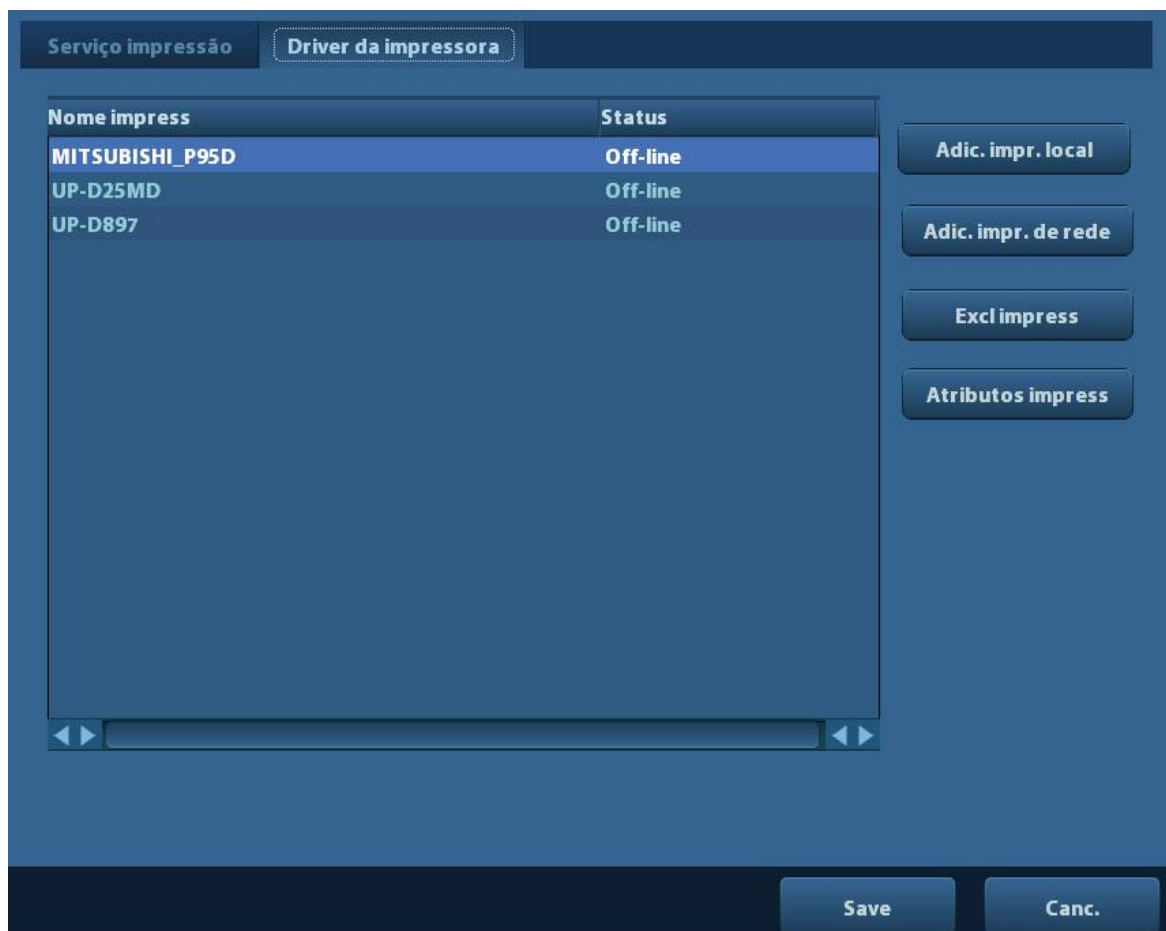 Serviço impressão Driver da impressora
Nome impress Status
MITSUBISHI_P95D Off-line
UP-D25MD Off-line
UP-D897 Off-line
Adic. impr. local
Adic. impr. de rede
Excl impress
Atributos impress
Save Canc.